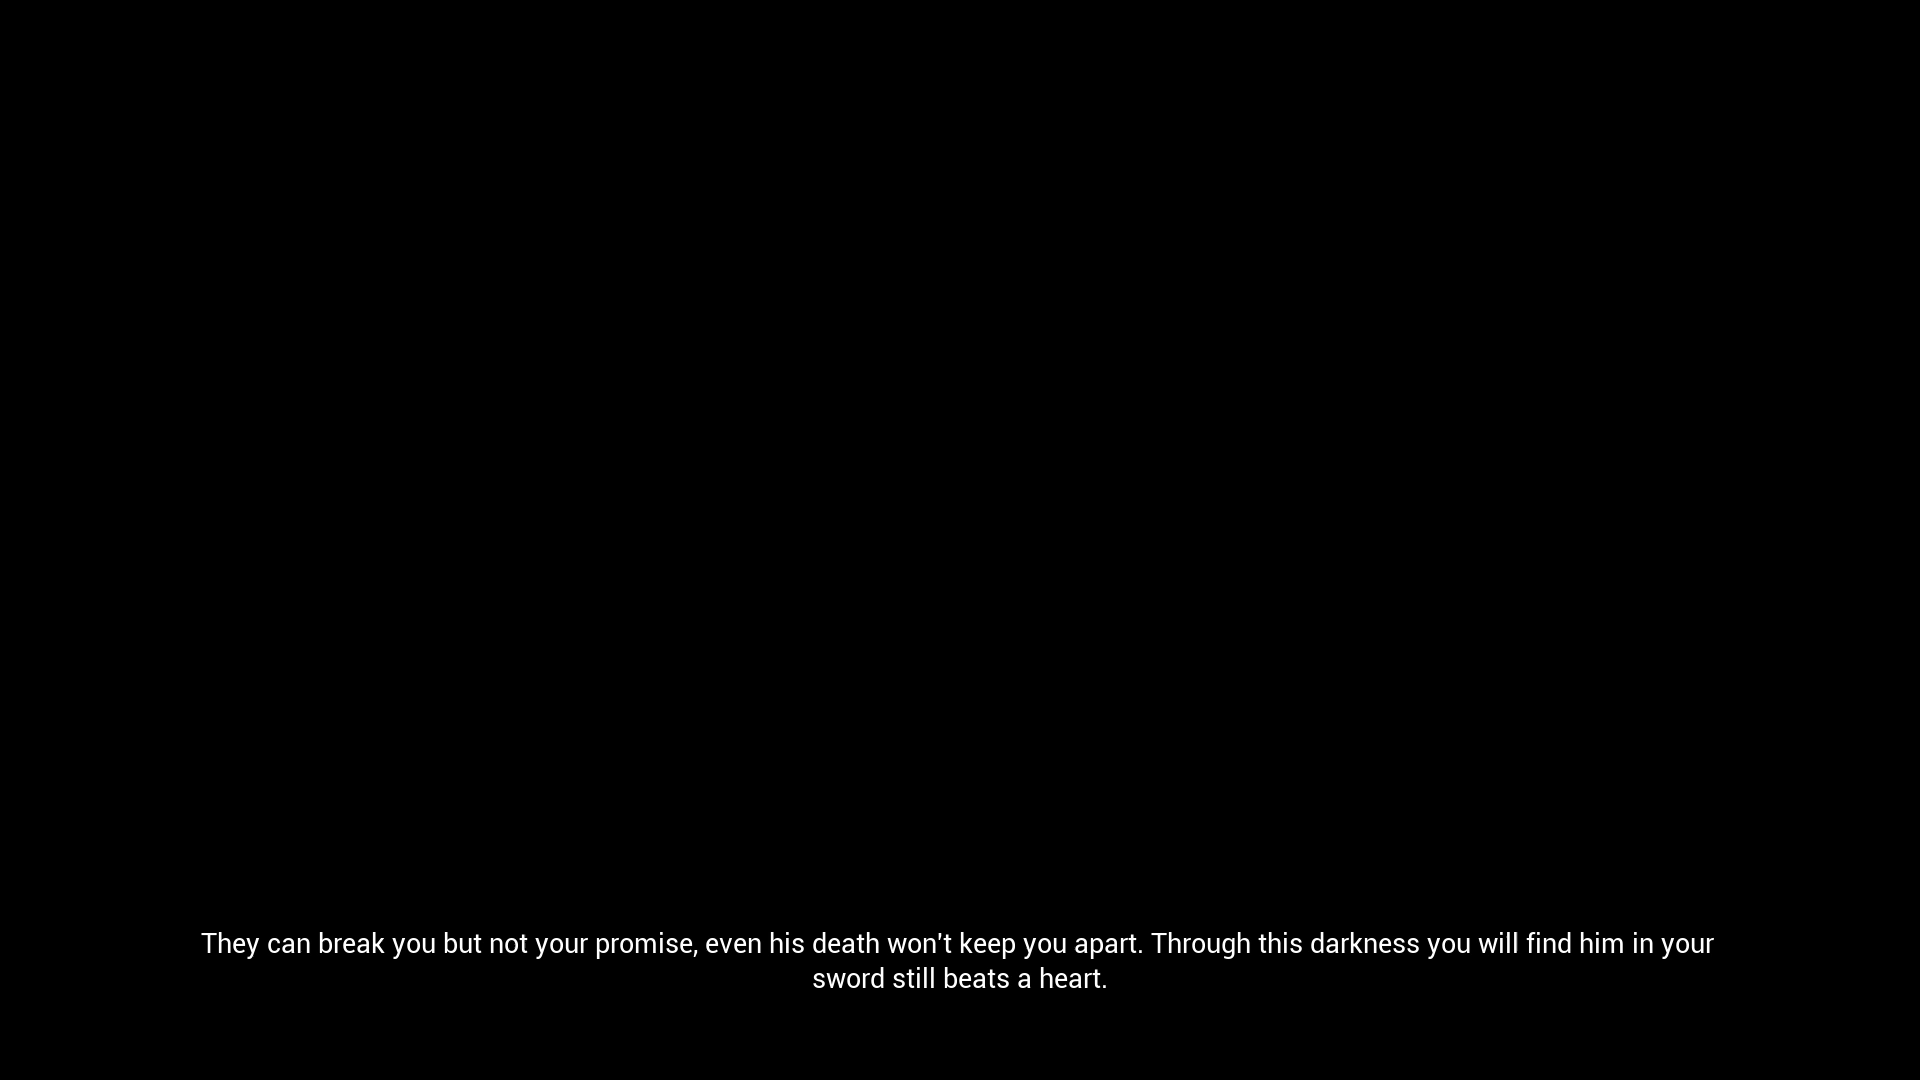 They can break you but not your promise, even his death won't keep you apart. Through this darkness you will find him in your
sword still beats a heart.